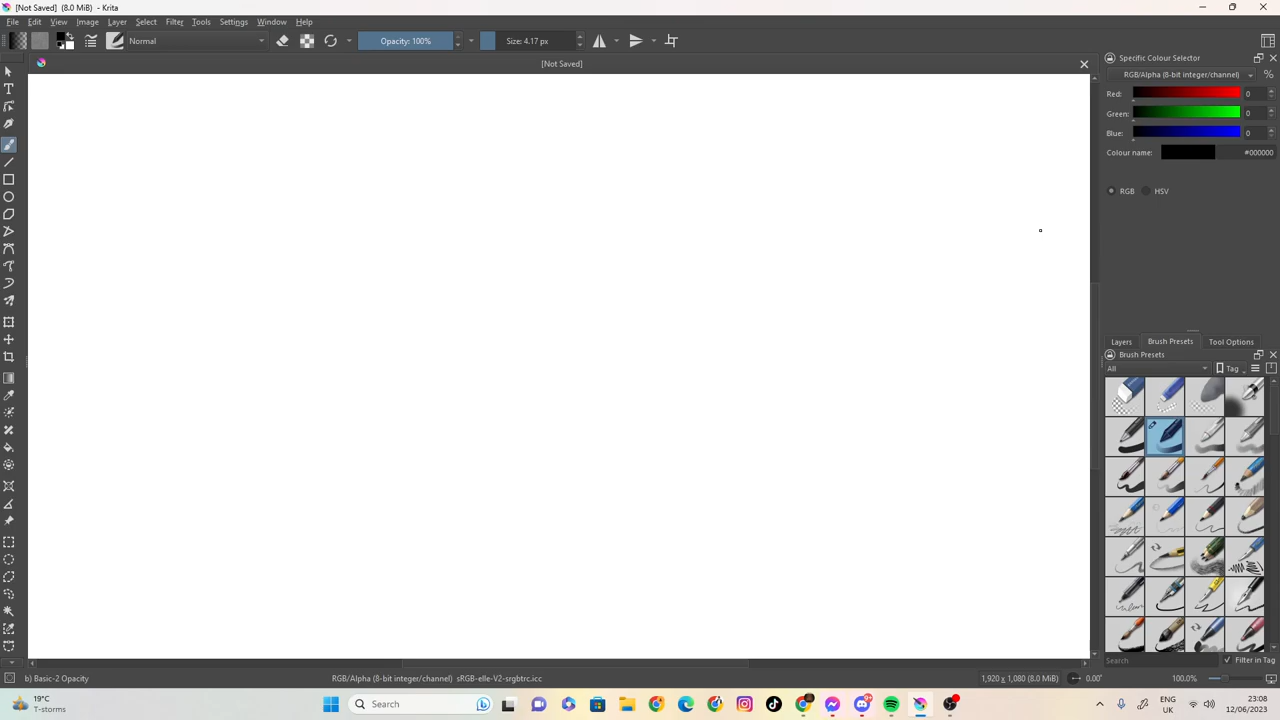 [Not Saved] (8.0 MiB) - Krita
File Edit View Image Layer Select Filter Tools Settings Window Help
Normal Opacity: 100% Size: 4.17 px
[Not Saved]
Specific Colour Selector
RGB/Alpha (8-bit integer/channel) %
Red: 0
Green: 0
Blue: 0
Colour name: #000000
RGB HSV
Layers Brush Presets Tool Options
Brush Presets
All Tag
Search Filter in Tag
b) Basic-2 Opacity RGB/Alpha (8-bit integer/channel) sRGB-elle-V2-srgbtrc.icc 1,920 x 1,080 (8.0 MiB) 0.00° 100.0%
19°C
T-storms
Search
ENG
UK
23:08
12/06/2023